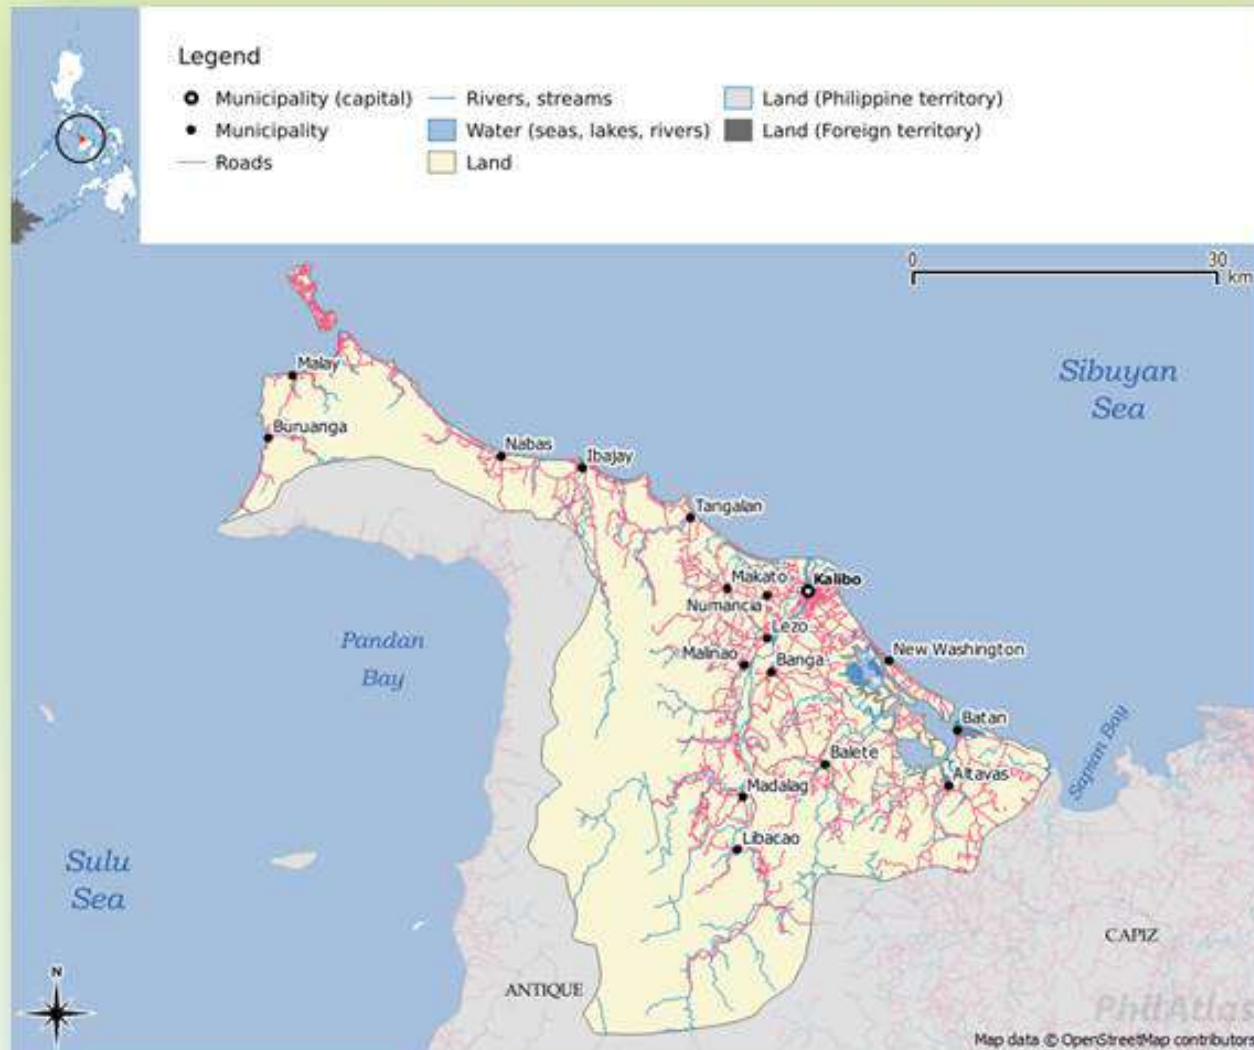 Legend
Municipality (capital)
Municipality
Roads
Rivers, streams
Water (seas, lakes, rivers)
Land
Land (Philippine territory)
Land (Foreign territory)
0 30
km
Malay
Sibuyan
Sea
Buruanga
Nabas
Ibajay
Tangalan
Makato
Kalibo
Numancia
Lezo
Pandan
Bay
Malinao
Banga
New Washington
Batan
Sapian Bay
Balete
Altavas
Madalag
Libacao
Sulu
Sea
CAPIZ
N
ANTIQUE
PhilAtlas
Map data © OpenStreetMap contributors